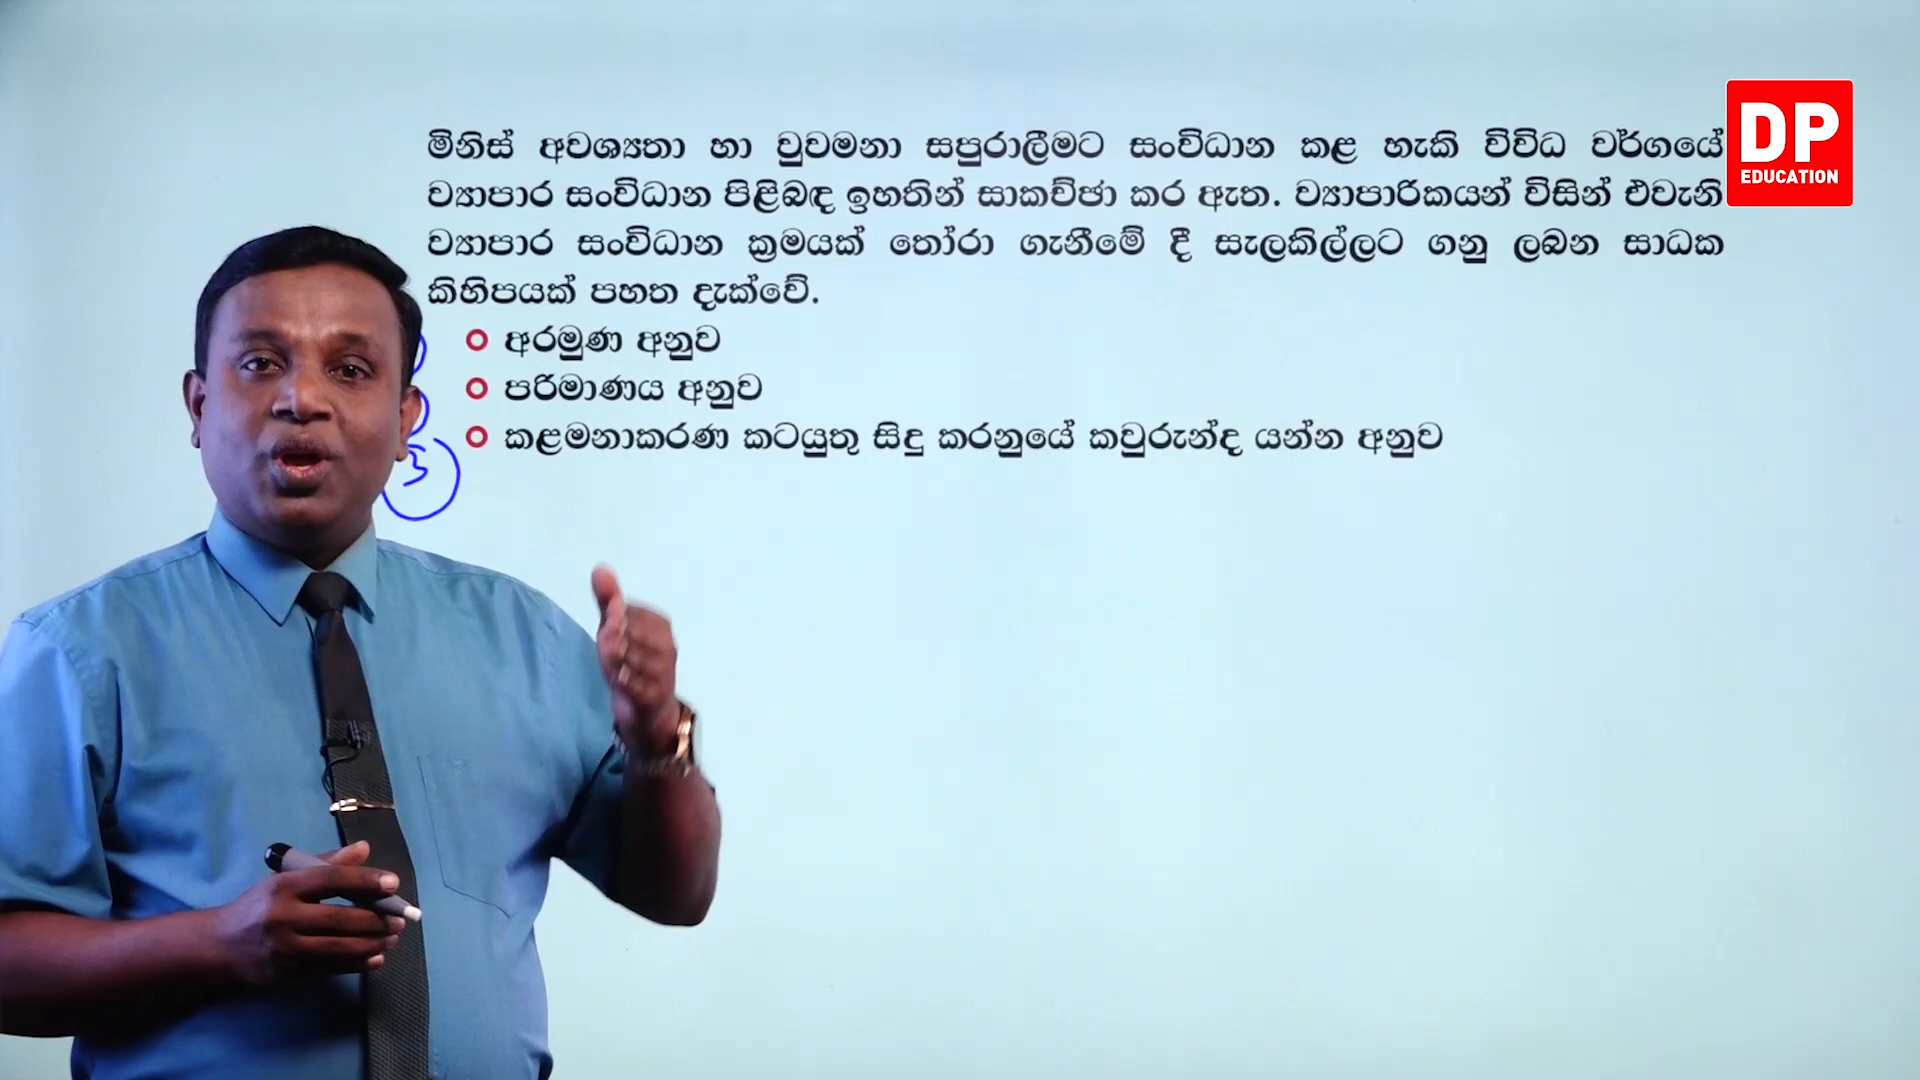 මිනිස් අවශ්‍යතා හා වුවමනා සපුරාලීමට සංවිධාන කළ හැකි විවිධ වර්ගයේ
ව්‍යාපාර සංවිධාන පිළිබඳ ඉහතින් සාකච්ඡා කර ඇත. ව්‍යාපාරිකයන් විසින් එවැනි
ව්‍යාපාර සංවිධාන ක්‍රමයක් තෝරා ගැනීමේ දී සැලකිල්ලට ගනු ලබන සාධක
කිහිපයක් පහත දැක්වේ.
අරමුණ අනුව
පරිමාණය අනුව
කළමනාකරණ කටයුතු සිදු කරනුයේ කවුරුන්ද යන්න අනුව
3
DP
EDUCATION